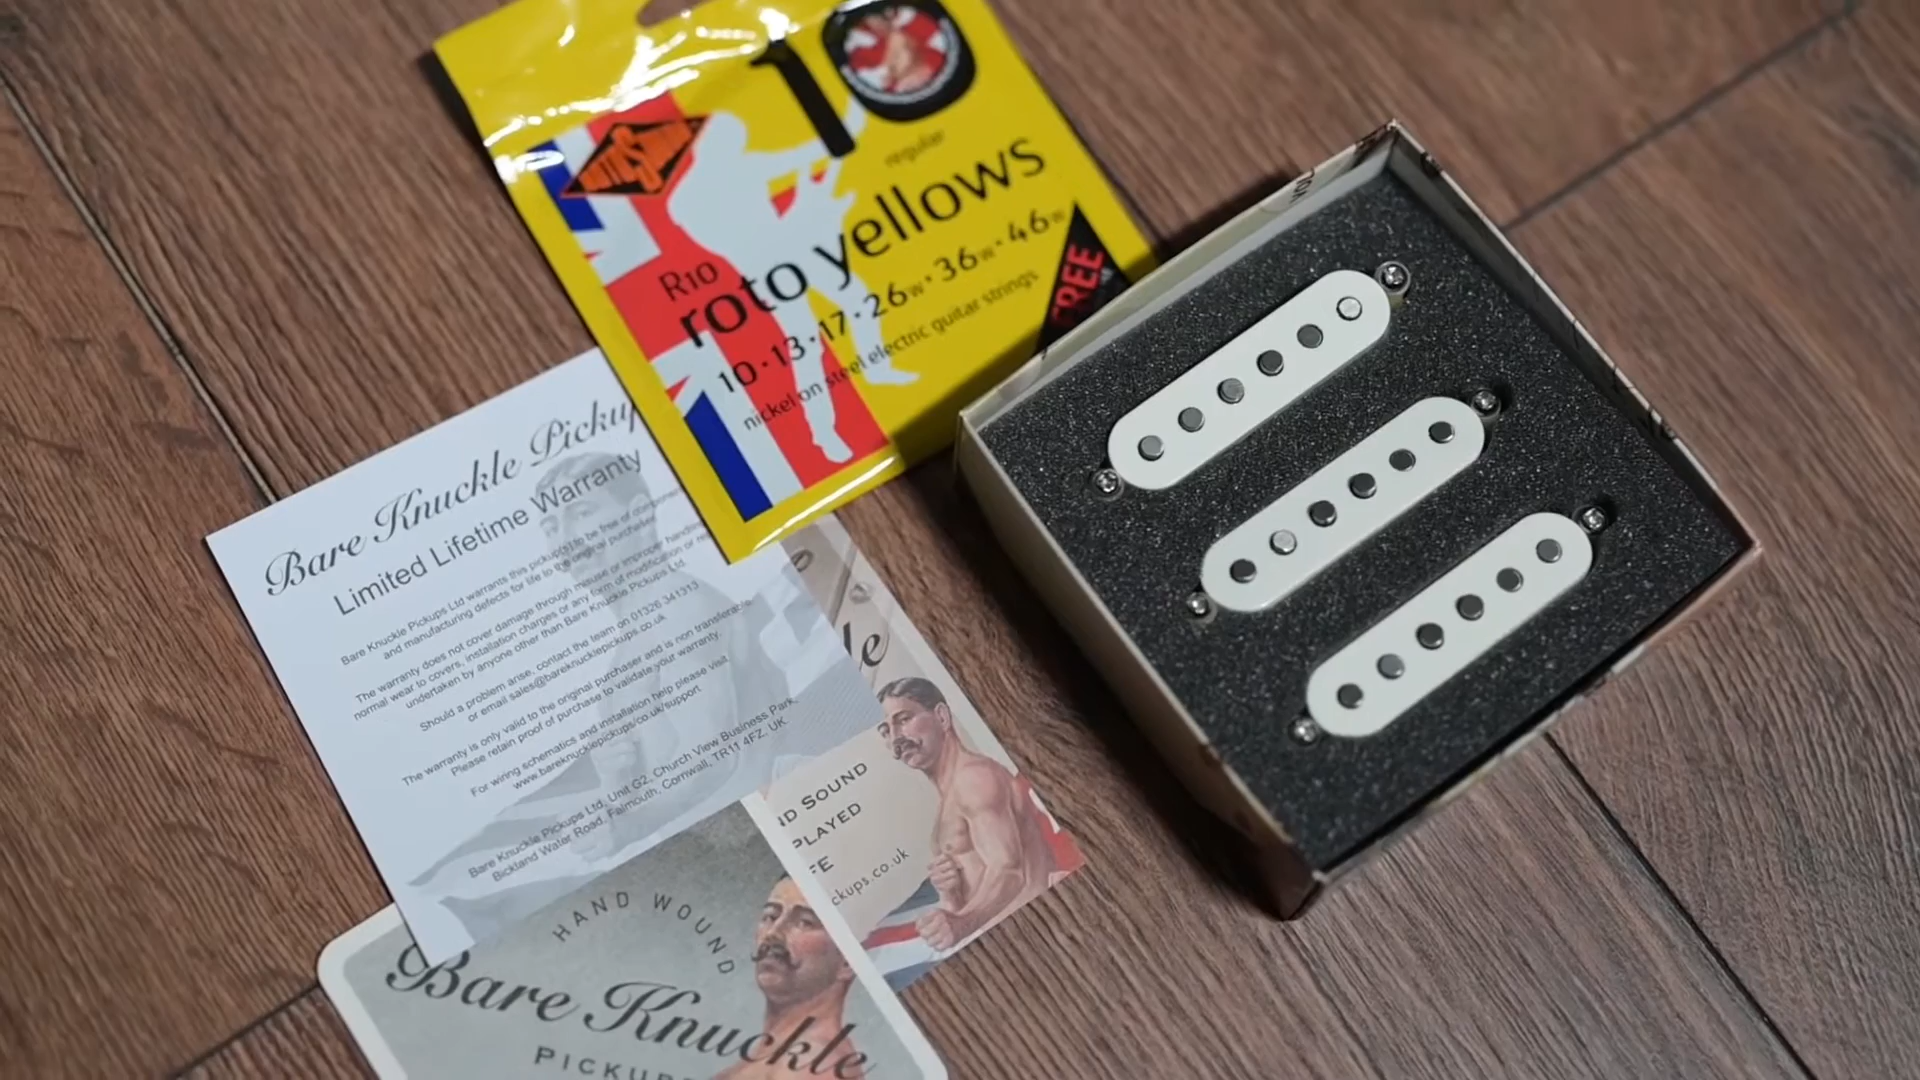 10
regular
R10
roto yellows
10·13·17·26w·36w·46w
nickel on steel electric guitar strings
FREE
Bare Knuckle Pickup
Limited Lifetime Warranty
Bare Knuckle Pickups Ltd warrants this pickup(s) to be free of component
and manufacturing defects for life to the original purchaser.
The warranty does not cover damage through misuse or improper handling
normal wear to covers, installation charges or any form of modification or
undertaken by anyone other than Bare Knuckle Pickups Ltd.
Should a problem arise, contact the team on 01326 341313
or email sales@bareknucklepickups.co.uk
The warranty is only valid to the original purchaser and is non transferable.
Please retain proof of purchase to validate your warranty.
For wiring schematics and installation help please visit,
www.bareknucklepickups/co.uk/support
Bare Knuckle Pickups Ltd, Unit G2, Church View Business Park,
Bickland Water Road, Falmouth, Cornwall, TR11 4FZ, UK.
le
ND SOUND
PLAYED
FE
ckups.co.uk
HAND WOUND
Bare Knuckle
PICKUPS